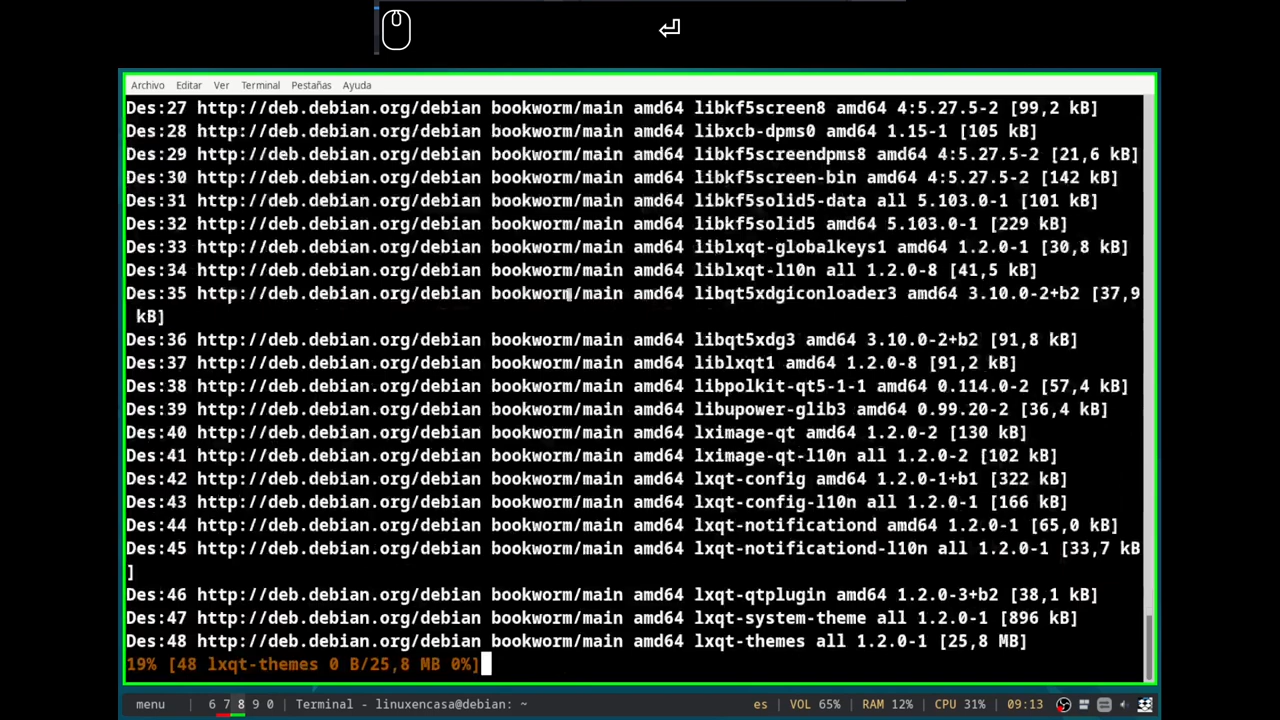 Archivo Editar Ver Terminal Pestañas Ayuda
Des:27 http://deb.debian.org/debian bookworm/main amd64 libkf5screen8 amd64 4:5.27.5-2 [99,2 kB]
Des:28 http://deb.debian.org/debian bookworm/main amd64 libxcb-dpms0 amd64 1.15-1 [105 kB]
Des:29 http://deb.debian.org/debian bookworm/main amd64 libkf5screendpms8 amd64 4:5.27.5-2 [21,6 kB]
Des:30 http://deb.debian.org/debian bookworm/main amd64 libkf5screen-bin amd64 4:5.27.5-2 [142 kB]
Des:31 http://deb.debian.org/debian bookworm/main amd64 libkf5solid5-data all 5.103.0-1 [101 kB]
Des:32 http://deb.debian.org/debian bookworm/main amd64 libkf5solid5 amd64 5.103.0-1 [229 kB]
Des:33 http://deb.debian.org/debian bookworm/main amd64 liblxqt-globalkeys1 amd64 1.2.0-1 [30,8 kB]
Des:34 http://deb.debian.org/debian bookworm/main amd64 liblxqt-l10n all 1.2.0-8 [41,5 kB]
Des:35 http://deb.debian.org/debian bookworm/main amd64 libqt5xdgiconloader3 amd64 3.10.0-2+b2 [37,9
kB]
Des:36 http://deb.debian.org/debian bookworm/main amd64 libqt5xdg3 amd64 3.10.0-2+b2 [91,8 kB]
Des:37 http://deb.debian.org/debian bookworm/main amd64 liblxqt1 amd64 1.2.0-8 [91,2 kB]
Des:38 http://deb.debian.org/debian bookworm/main amd64 libpolkit-qt5-1-1 amd64 0.114.0-2 [57,4 kB]
Des:39 http://deb.debian.org/debian bookworm/main amd64 libupower-glib3 amd64 0.99.20-2 [36,4 kB]
Des:40 http://deb.debian.org/debian bookworm/main amd64 lximage-qt amd64 1.2.0-2 [130 kB]
Des:41 http://deb.debian.org/debian bookworm/main amd64 lximage-qt-l10n all 1.2.0-2 [102 kB]
Des:42 http://deb.debian.org/debian bookworm/main amd64 lxqt-config amd64 1.2.0-1+b1 [322 kB]
Des:43 http://deb.debian.org/debian bookworm/main amd64 lxqt-config-l10n all 1.2.0-1 [166 kB]
Des:44 http://deb.debian.org/debian bookworm/main amd64 lxqt-notificationd amd64 1.2.0-1 [65,0 kB]
Des:45 http://deb.debian.org/debian bookworm/main amd64 lxqt-notificationd-l10n all 1.2.0-1 [33,7 kB
]
Des:46 http://deb.debian.org/debian bookworm/main amd64 lxqt-qtplugin amd64 1.2.0-3+b2 [38,1 kB]
Des:47 http://deb.debian.org/debian bookworm/main amd64 lxqt-system-theme all 1.2.0-1 [896 kB]
Des:48 http://deb.debian.org/debian bookworm/main amd64 lxqt-themes all 1.2.0-1 [25,8 MB]
19% [48 lxqt-themes 0 B/25,8 MB 0%]
menu | 6 7 8 9 0 | Terminal - linuxencasa@debian: ~ es | VOL 65% | RAM 12% | CPU 31% | 09:13